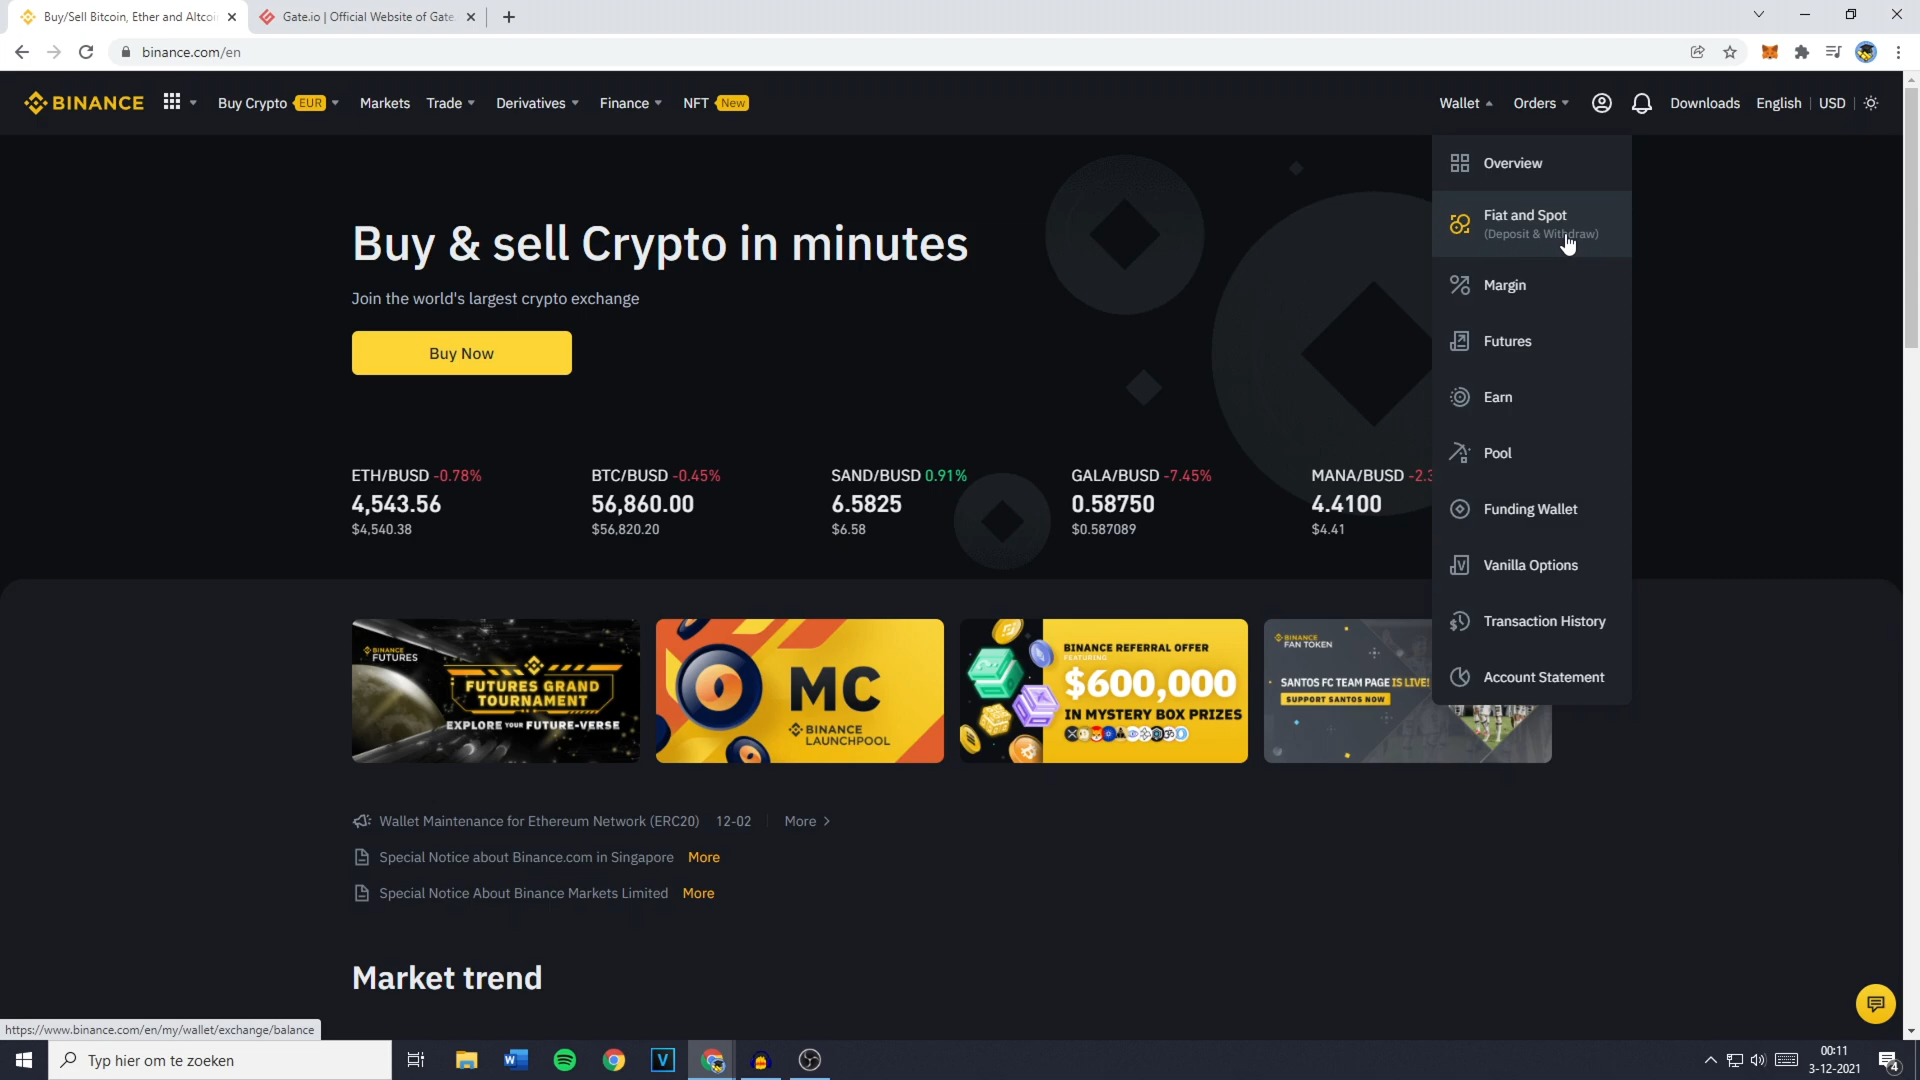 Buy/Sell Bitcoin, Ether and Altcoi
Gate.io | Official Website of Gate.
binance.com/en
BINANCE
Buy Crypto EUR
Markets
Trade
Derivatives
Finance
NFT New
Wallet
Orders
Downloads
English
USD
Overview
Fiat and Spot
(Deposit & Withdraw)
Margin
Futures
Earn
Pool
Funding Wallet
Vanilla Options
Transaction History
Account Statement
Buy & sell Crypto in minutes
Join the world's largest crypto exchange
Buy Now
ETH/BUSD -0.78%
4,543.56
$4,540.38
BTC/BUSD -0.45%
56,860.00
$56,820.20
SAND/BUSD 0.91%
6.5825
$6.58
GALA/BUSD -7.45%
0.58750
$0.587089
MANA/BUSD -2.3
4.4100
$4.41
BINANCE
FUTURES
FUTURES GRAND
TOURNAMENT
EXPLORE YOUR FUTURE-VERSE
MC
BINANCE
LAUNCHPOOL
BINANCE REFERRAL OFFER
FEATURING
$600,000
IN MYSTERY BOX PRIZES
BINANCE
FAN TOKEN
SANTOS FC TEAM PAGE IS LIVE!
SUPPORT SANTOS NOW
Wallet Maintenance for Ethereum Network (ERC20) 12-02 More
Special Notice about Binance.com in Singapore More
Special Notice About Binance Markets Limited More
Market trend
https://www.binance.com/en/my/wallet/exchange/balance
Typ hier om te zoeken
00:11
3-12-2021
4